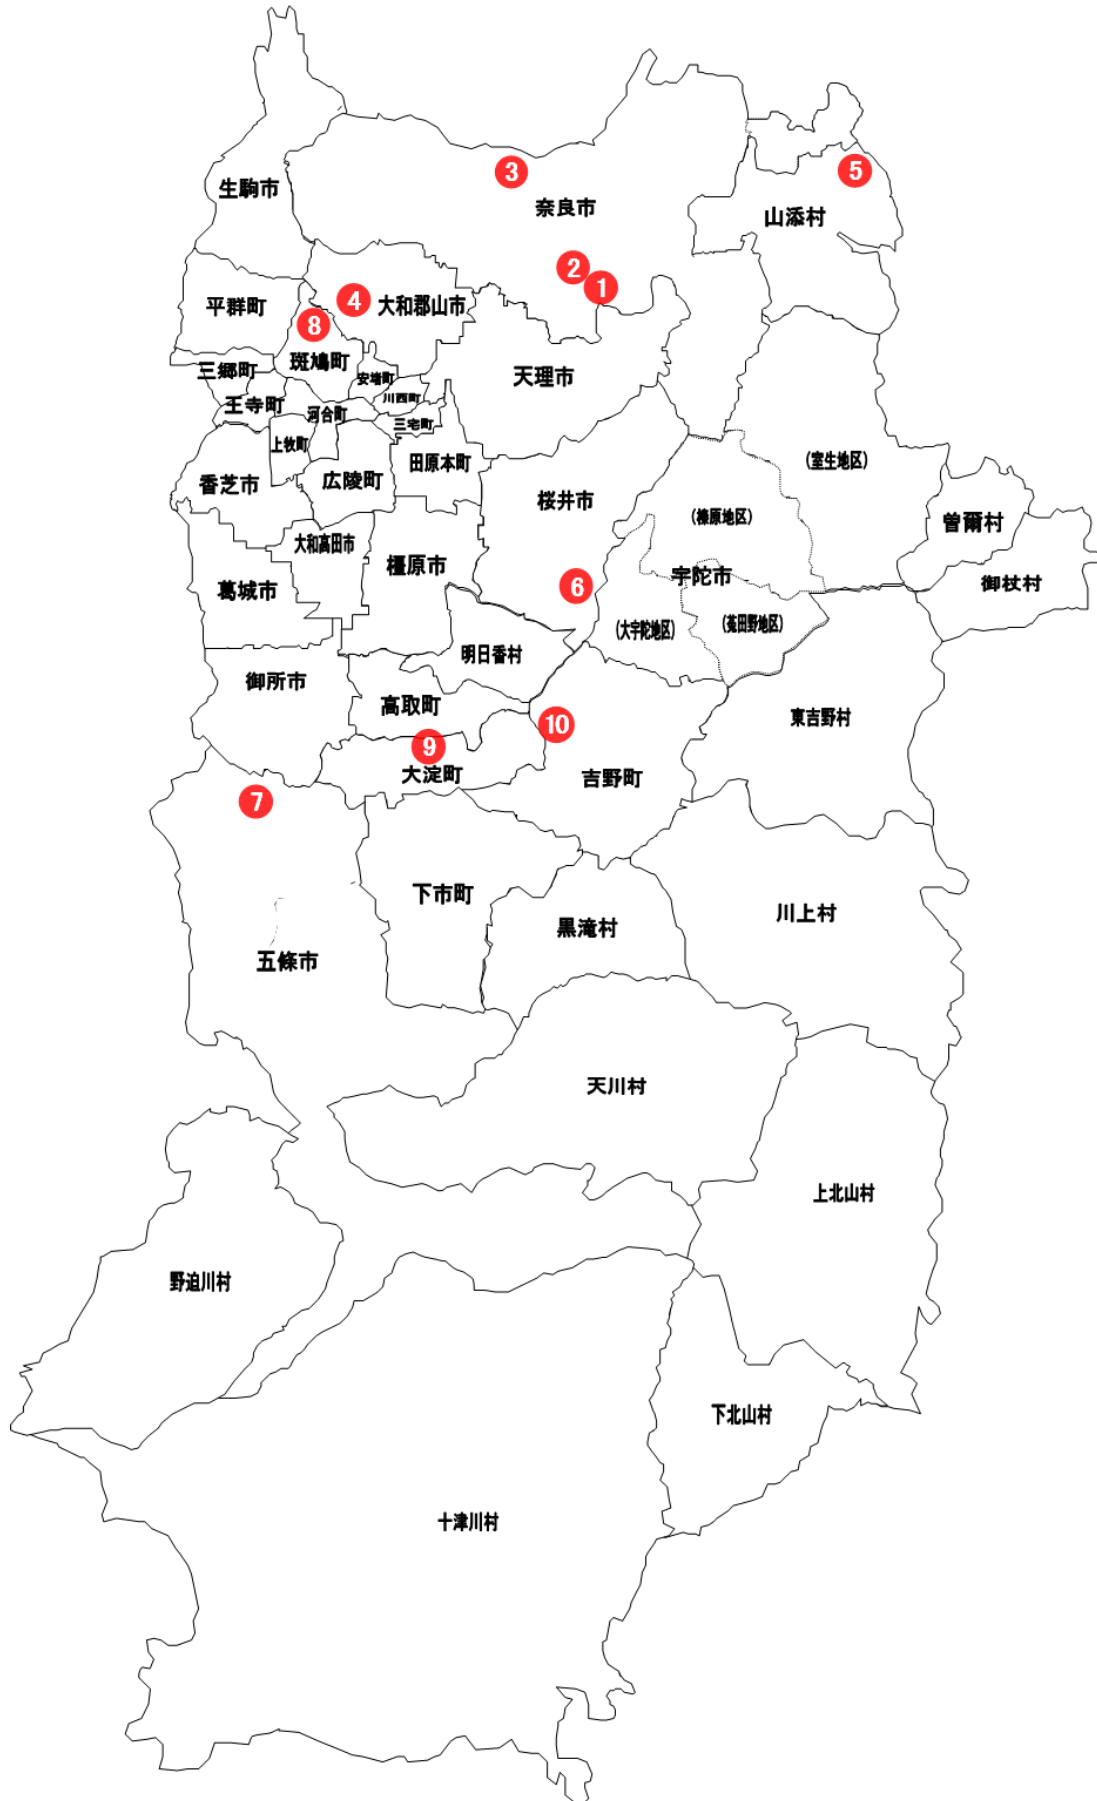 3
5
生駒市
奈良市
山添村
2
1
4
平群町
大和郡山市
8
斑鳩町
三郷町
安堵町
天理市
川西町
王寺町
河合町
三宅町
上牧町
田原本町
(室生地区)
香芝市
広陵町
桜井市
(榛原地区)
曽爾村
大和高田市
橿原市
宇陀市
御杖村
葛城市
6
(大宇陀地区)
(菟田野地区)
明日香村
御所市
高取町
東吉野村
10
9
大淀町
吉野町
7
下市町
川上村
黒滝村
五條市
天川村
上北山村
野迫川村
下北山村
十津川村